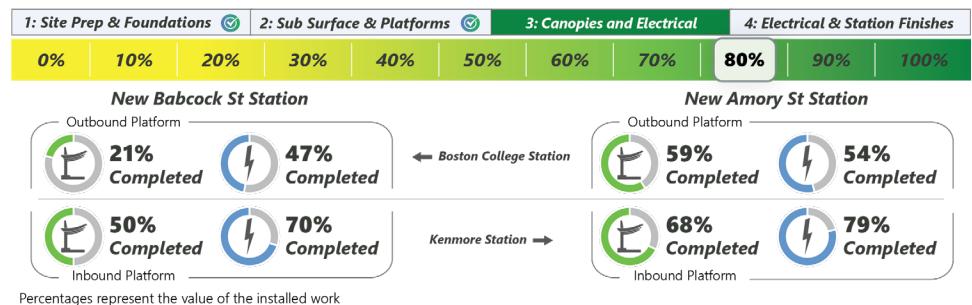 1: Site Prep & Foundations
2: Sub Surface & Platforms
3: Canopies and Electrical
4: Electrical & Station Finishes
0% 10% 20% 30% 40% 50% 60% 70% 80% 90% 100%
New Babcock St Station
Outbound Platform
21% Completed
47% Completed
50% Completed
70% Completed
Inbound Platform
Boston College Station
Kenmore Station
New Amory St Station
Outbound Platform
59% Completed
54% Completed
68% Completed
79% Completed
Inbound Platform
Percentages represent the value of the installed work